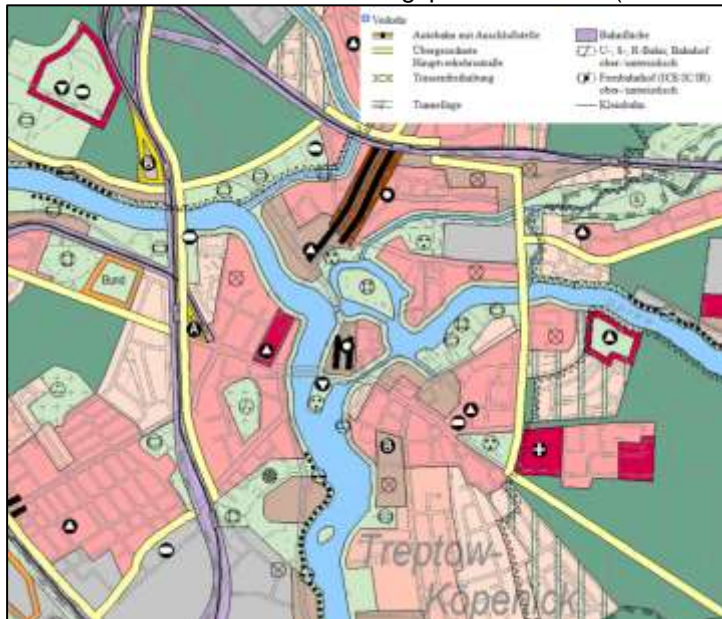 Verkehr
Autobahn mit Anschlußstelle
Übergeordnete
Hauptverkehrsstraße
Trassenfreihaltung
Tunnellage
Bahnfläche
U-, S-, R-Bahn, Bahnhof
ober- unterirdisch
Fernbahnhof (ICE/IC/IR)
ober- unterirdisch
Kleinbahn
Bund
B
A
B
Treptow-
Köpenick